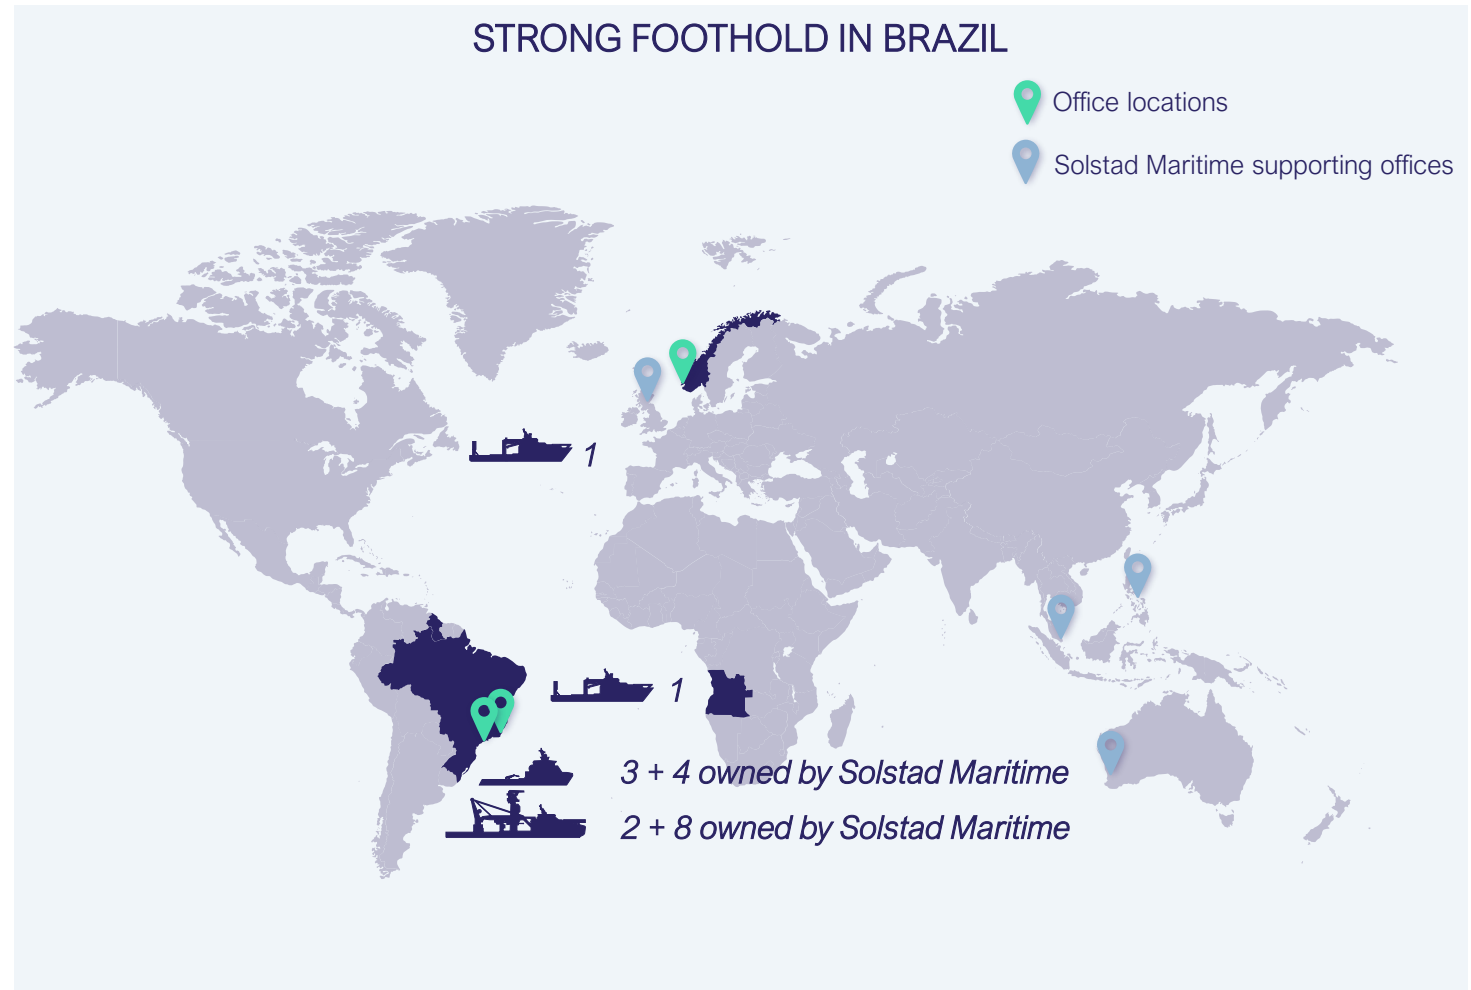 STRONG FOOTHOLD IN BRAZIL
Office locations
Solstad Maritime supporting offices
1
1
3 + 4 owned by Solstad Maritime
2 + 8 owned by Solstad Maritime